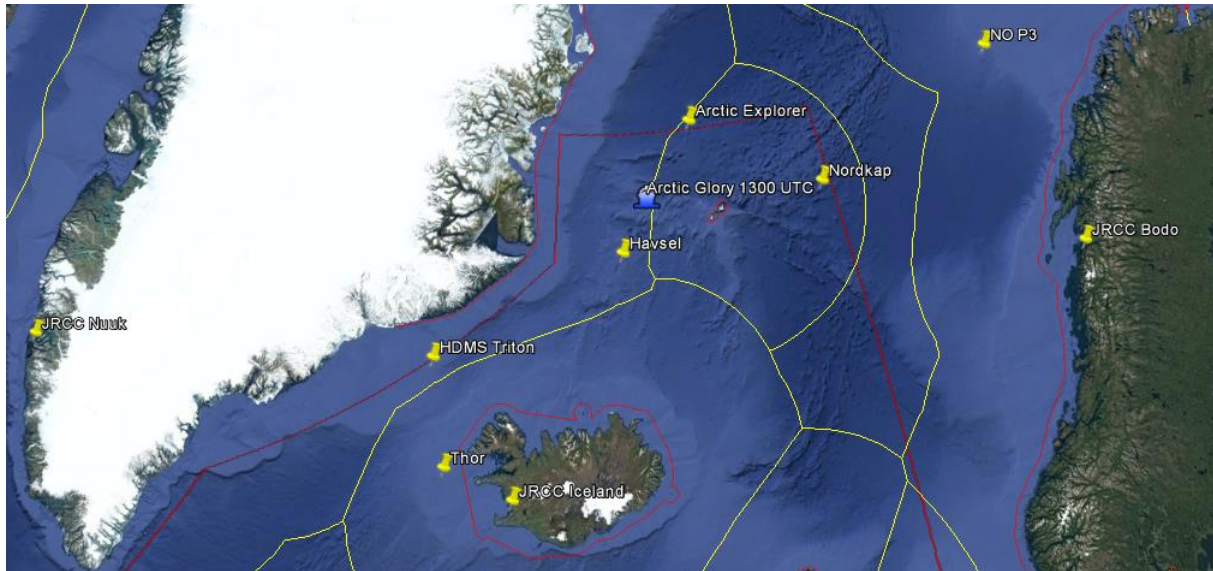 NO P3
Arctic Explorer
Nordkap
Arctic Glory 1300 UTC
JRCC Bodo
Havsel
JRCC Nuuk
HDMS Triton
Thor
JRCC Iceland